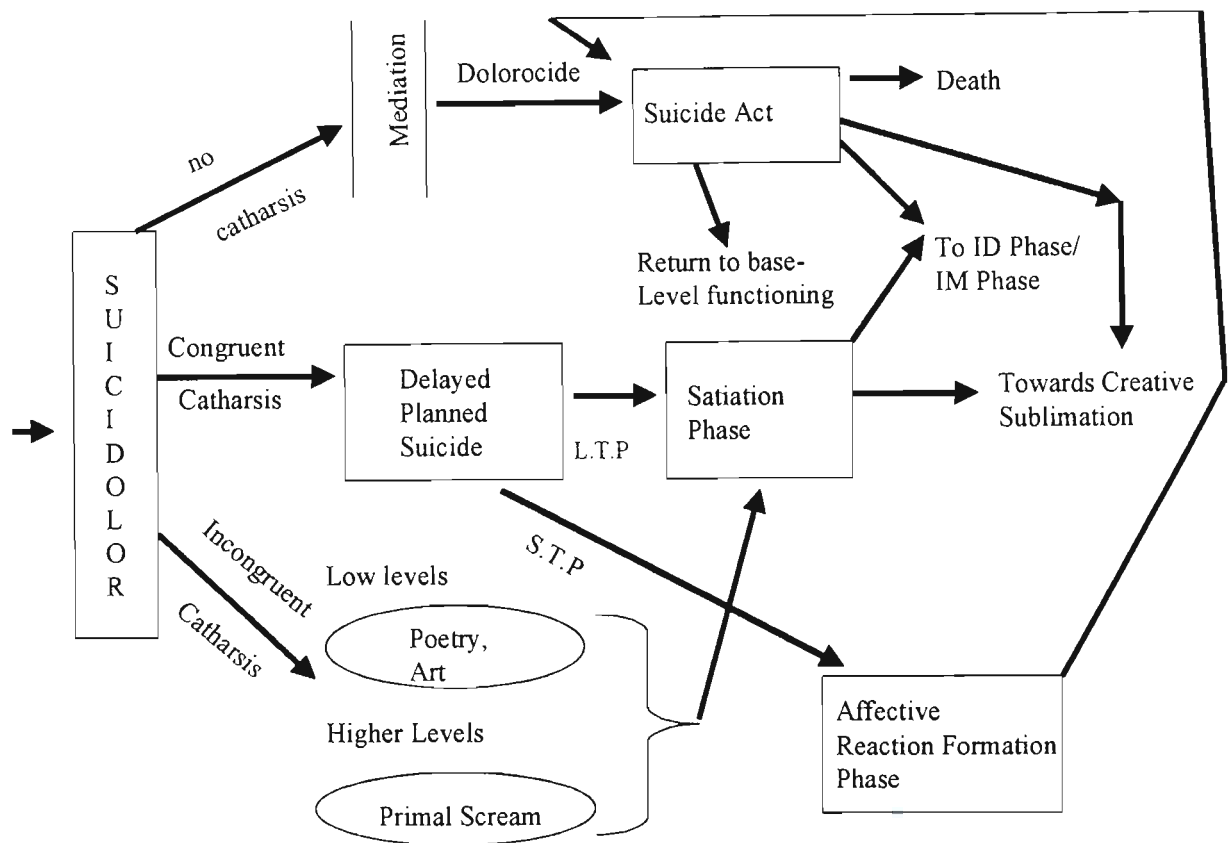 Mediation
Dolorocide
Suicide Act
Death
no
catharsis
Return to base-
Level functioning
To ID Phase/
IM Phase
SUICIDOLOR
Congruent
Catharsis
Delayed
Planned
Suicide
L.T.P
Satiation
Phase
Towards Creative
Sublimation
Incongruent
Catharsis
S.T.P
Low levels
Poetry,
Art
Higher Levels
Primal Scream
Affective
Reaction Formation
Phase